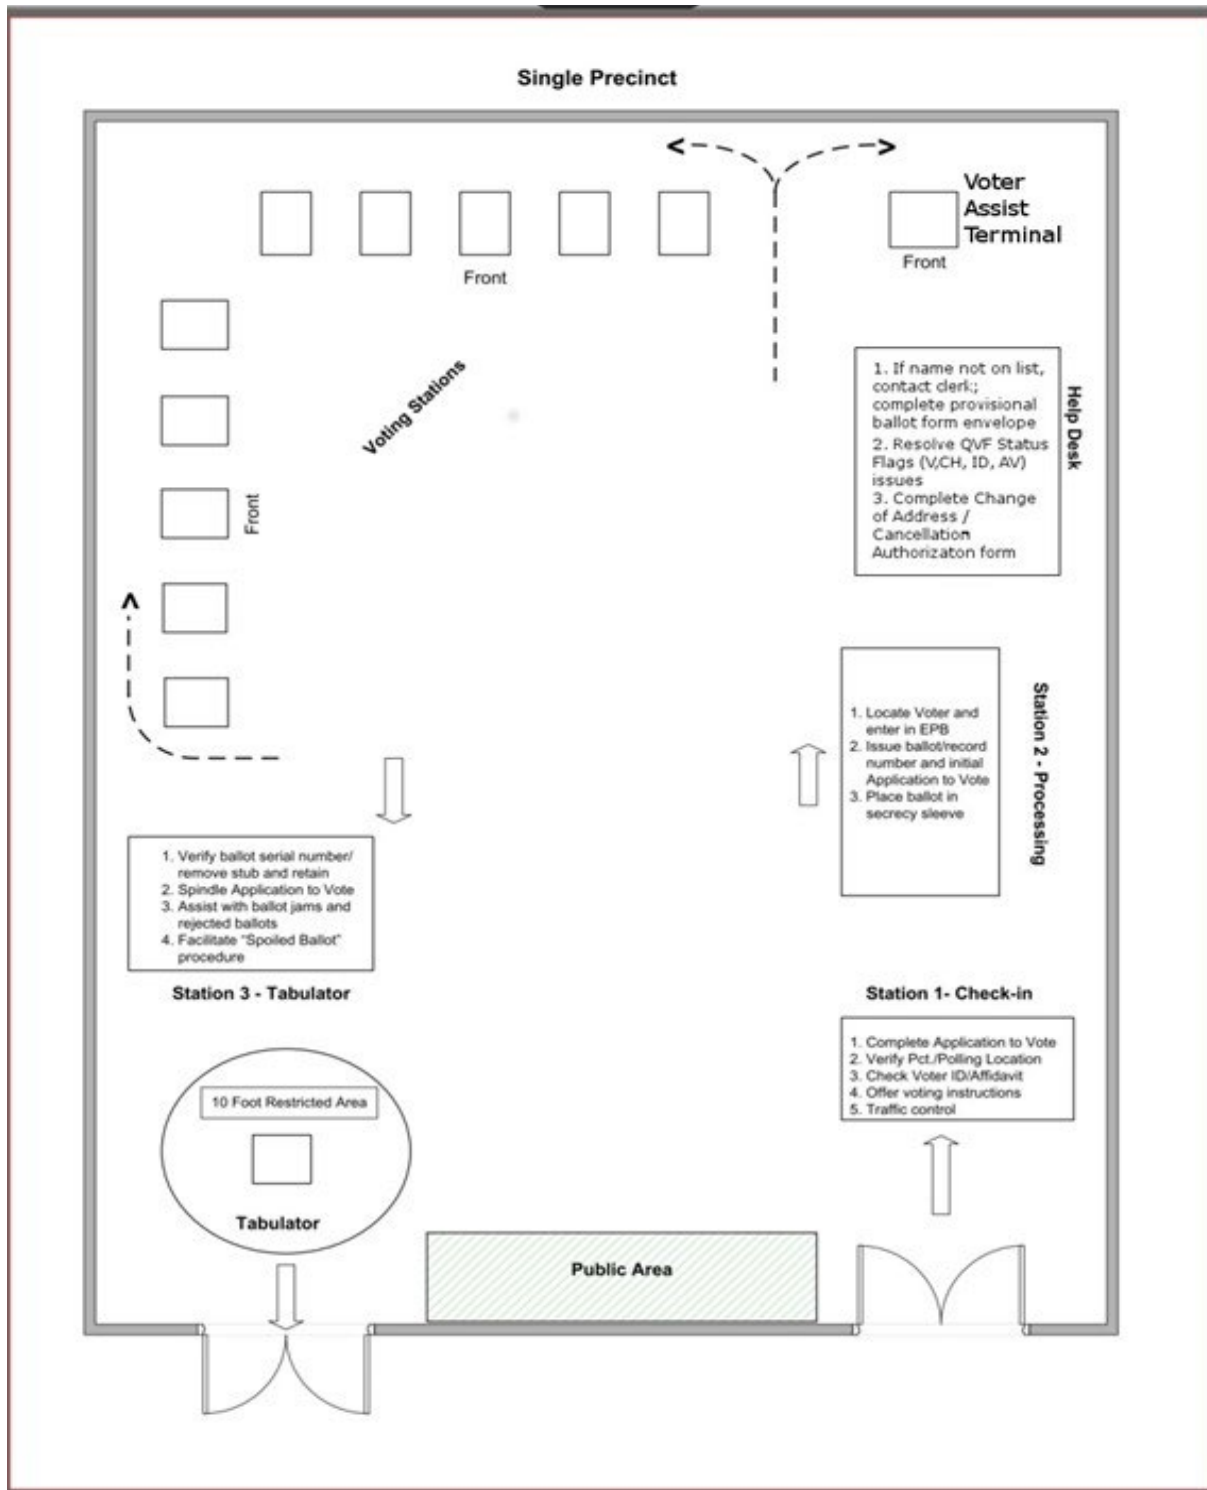 Single Precinct
Voter
Assist
Terminal
Front
Front
Voting Stations
Front
1. If name not on list,
contact clerk;
complete provisional
ballot form envelope
2. Resolve QVF Status
Flags (V,CH, ID, AV)
issues
3. Complete Change
of Address /
Cancellation
Authorizaton form
Help Desk
1. Locate Voter and
enter in EPB
2. Issue ballot/record
number and initial
Application to Vote
3. Place ballot in
secrecy sleeve
Station 2 - Processing
1. Verify ballot serial number/
remove stub and retain
2. Spindle Application to Vote
3. Assist with ballot jams and
rejected ballots
4. Facilitate “Spoiled Ballot”
procedure
Station 3 - Tabulator
Station 1- Check-in
1. Complete Application to Vote
2. Verify Pct./Polling Location
3. Check Voter ID/Affidavit
4. Offer voting instructions
5. Traffic control
10 Foot Restricted Area
Tabulator
Public Area